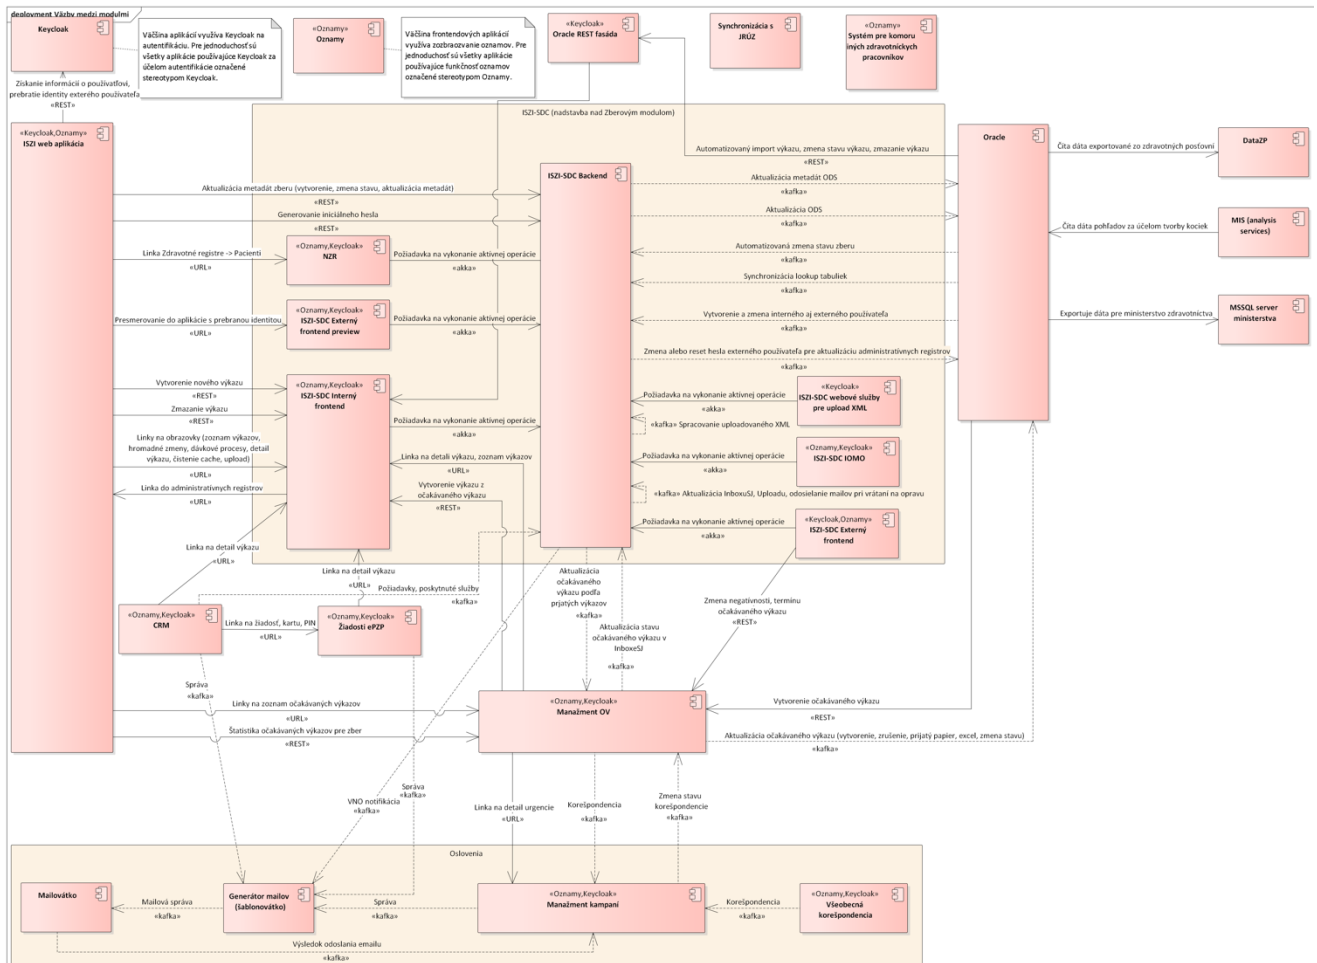 deployment Väzby medzi modulmi
Keycloak
Väčšina aplikácií využíva Keycloak na
autentifikáciu. Pre jednoduchosť sú
všetky aplikácie používajúce Keycloak za
účelom autentifikácie označené
stereotypom Keycloak.
«Oznamy»
Oznamy
Väčšina frontendových aplikácií
využíva zozbraozvanie oznamov. Pre
jednoduchosť sú všetky aplikácie
používajúce funkčnosť oznamov
označené stereotypom Oznamy.
«Keycloak»
Oracle REST fasáda
Synchronizácia s
JRÚZ
«Oznamy»
Systém pre komoru
iných zdravotníckych
pracovníkov
Získanie informácií o používatľovi,
prebratie identity exterého používateľa
«REST»
«Keycloak,Oznamy»
ISZI web aplikácia
ISZI-SDC (nadstavba nad Zberovým modulom)
ISZI-SDC Backend
Oracle
DataZP
MIS (analysis
services)
MSSQL server
ministerstva
Číta dáta exportované zo zdravotných posťovní
Číta dáta pohľadov za účelom tvorby kociek
Exportuje dáta pre ministerstvo zdravotníctva
Automatizovaný import výkazu, zmena stavu výkazu, zmazanie výkazu
«REST»
Aktualizácia metadát ODS
«kafka»
Aktualizácia ODS
«kafka»
Automatizovaná zmena stavu zberu
«kafka»
Synchronizácia lookup tabuliek
«kafka»
Vytvorenie a zmena interného aj externého používateľa
«kafka»
Zmena alebo reset hesla externého používateľa pre aktualizáciu administratívnych registrov
«kafka»
Aktualizácia metadát zberu (vytvorenie, zmena stavu, aktualizácia metadát)
«REST»
Generovanie iniciálneho hesla
«REST»
Linka Zdravotné registre -> Pacienti
«URL»
«Oznamy,Keycloak»
NZR
Požiadavka na vykonanie aktívnej operácie
«akka»
Presmerovanie do aplikácie s prebranou identitou
«URL»
«Oznamy,Keycloak»
ISZI-SDC Externý
frontend preview
Požiadavka na vykonanie aktívnej operácie
«akka»
Vytvorenie nového výkazu
«REST»
Zmazanie výkazu
«REST»
Linky na obrazovky (zoznam výkazov,
hromadné zmeny, dávkové procesy, detail
výkazu, čistenie cache, upload)
«URL»
Linka do administratívnych registrov
«URL»
«Oznamy,Keycloak»
ISZI-SDC Interný
frontend
Požiadavka na vykonanie aktívnej operácie
«akka»
Linka na detali výkazu, zoznam výkazov
«URL»
Vytvorenie výkazu z
očakávaného výkazu
«REST»
Požiadavka na vykonanie aktívnej operácie
«akka»
«Keycloak»
ISZI-SDC webové služby
pre upload XML
«kafka» Spracovanie uploadovaného XML
Požiadavka na vykonanie aktívnej operácie
«akka»
«Oznamy,Keycloak»
ISZI-SDC IOMO
«kafka» Aktualizácia InboxuSJ, Uploadu, odosielanie mailov pri vrátaní na opravu
Požiadavka na vykonanie aktívnej operácie
«akka»
«Keycloak,Oznamy»
ISZI-SDC Externý
frontend
Linka na detail výkazu
«URL»
Linka na detail výkazu
«URL»
Požiadavky, poskytnuté služby
«kafka»
«Oznamy,Keycloak»
CRM
Linka na žiadosť, kartu, PIN
«URL»
«Oznamy,Keycloak»
Žiadosti ePZP
Aktualizácia
očakávaného
výkazu podľa
prjatých výkazov
«kafka»
Aktualizácia stavu
očakávaného výkazu v
InboxeSJ
«kafka»
Zmena negatívnosti, termínu
očakávaného výkazu
«REST»
Správa
«kafka»
Linky na zoznam očakávaných výkazov
«URL»
Štatistika očakávaných výkazov pre zber
«REST»
«Oznamy,Keycloak»
Manažment OV
Vytvorenie očakávaného výkazu
«REST»
Aktualizácia očakávaného výkazu (vytvorenie, zrušenie, prijatý papier, excel, zmena stavu)
«kafka»
VNO notifikácia
«kafka»
Správa
«kafka»
Linka na detail urgencie
«URL»
Korešpondencia
«kafka»
Zmena stavu
korešpondencie
«kafka»
Oslovenia
Mailovátko
Mailová správa
«kafka»
Generátor mailov
(šablonovátko)
Správa
«kafka»
«Oznamy,Keycloak»
Manažment kampaní
Korešpondencia
«kafka»
«Oznamy,Keycloak»
Všeobecná
korešpondencia
Výsledok odoslania emailu
«kafka»